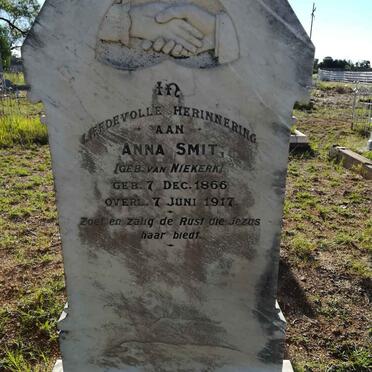 IN
LIEFDEVOLLE HERINNERING
AAN
ANNA SMIT,
(GEB. VAN NIEKERK)
GEB. 7 DEC. 1866
OVERL. 7 JUNI 1917.
Zoet en zalig de Rust die Jezus
haar biedt.